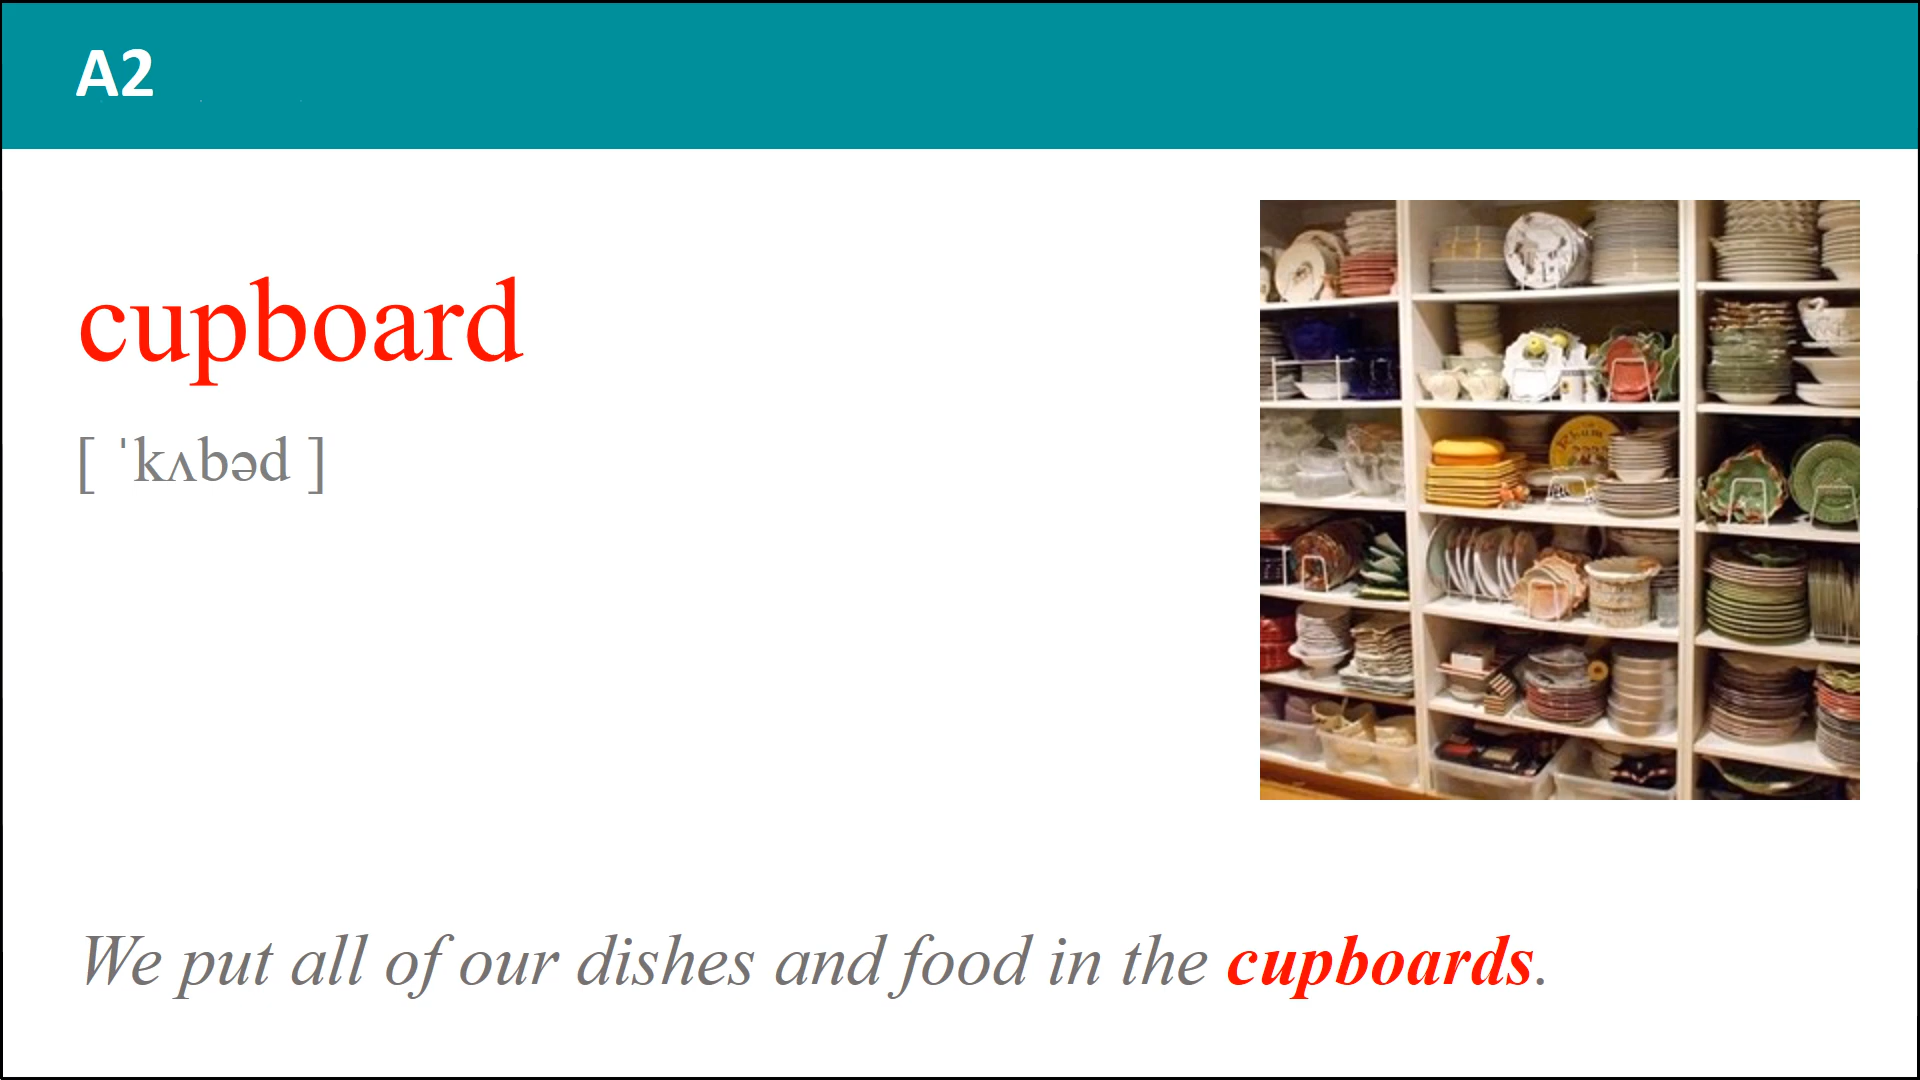 A2
cupboard
[ ˈkʌbəd ]
We put all of our dishes and food in the cupboards.